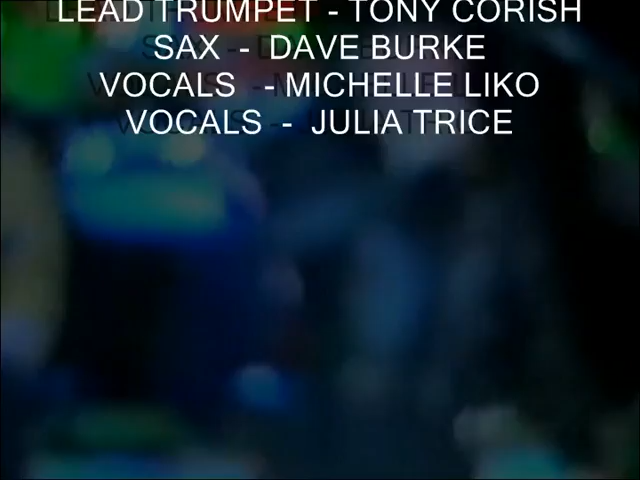 LEAD TRUMPET - TONY CORISH
SAX - DAVE BURKE
VOCALS - MICHELLE LIKO
VOCALS - JULIA TRICE